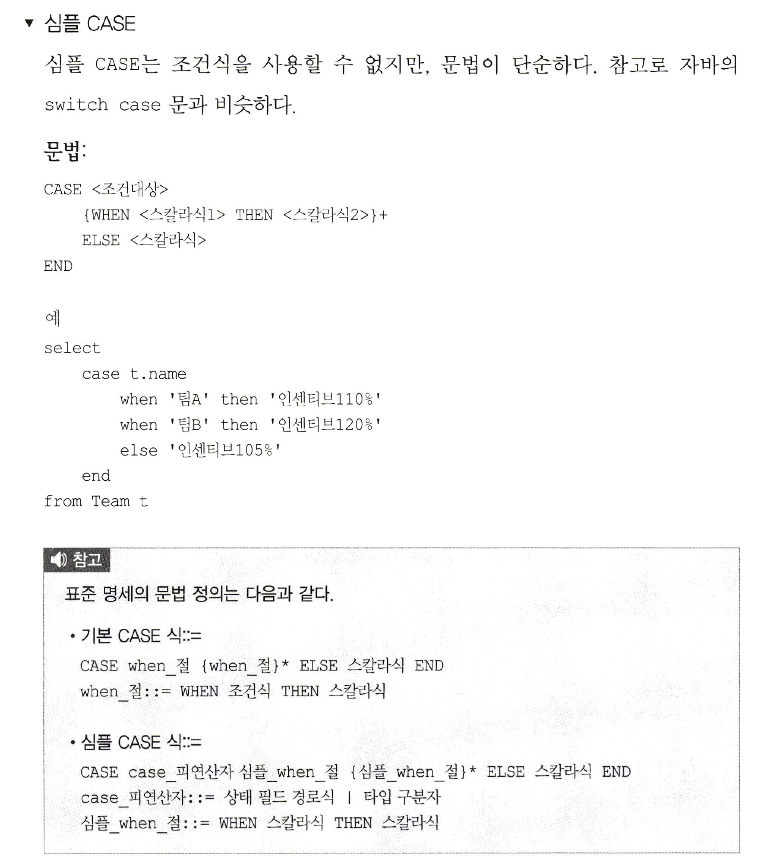 ▼ 심플 CASE
심플 CASE는 조건식을 사용할 수 없지만, 문법이 단순하다. 참고로 자바의
switch case 문과 비슷하다.
문법:
CASE <조건대상>
    {WHEN <스칼라식1> THEN <스칼라식2>}+
    ELSE <스칼라식>
END
예
select
    case t.name
        when '팀A' then '인센티브110%'
        when '팀B' then '인센티브120%'
        else '인센티브105%'
    end
from Team t
참고
표준 명세의 문법 정의는 다음과 같다.
• 기본 CASE 식::=
CASE when_절 {when_절}* ELSE 스칼라식 END
when_절::= WHEN 조건식 THEN 스칼라식
• 심플 CASE 식::=
CASE case_피연산자 심플_when_절 {심플_when_절}* ELSE 스칼라식 END
case_피연산자::= 상태 필드 경로식 | 타입 구분자
심플_when_절::= WHEN 스칼라식 THEN 스칼라식